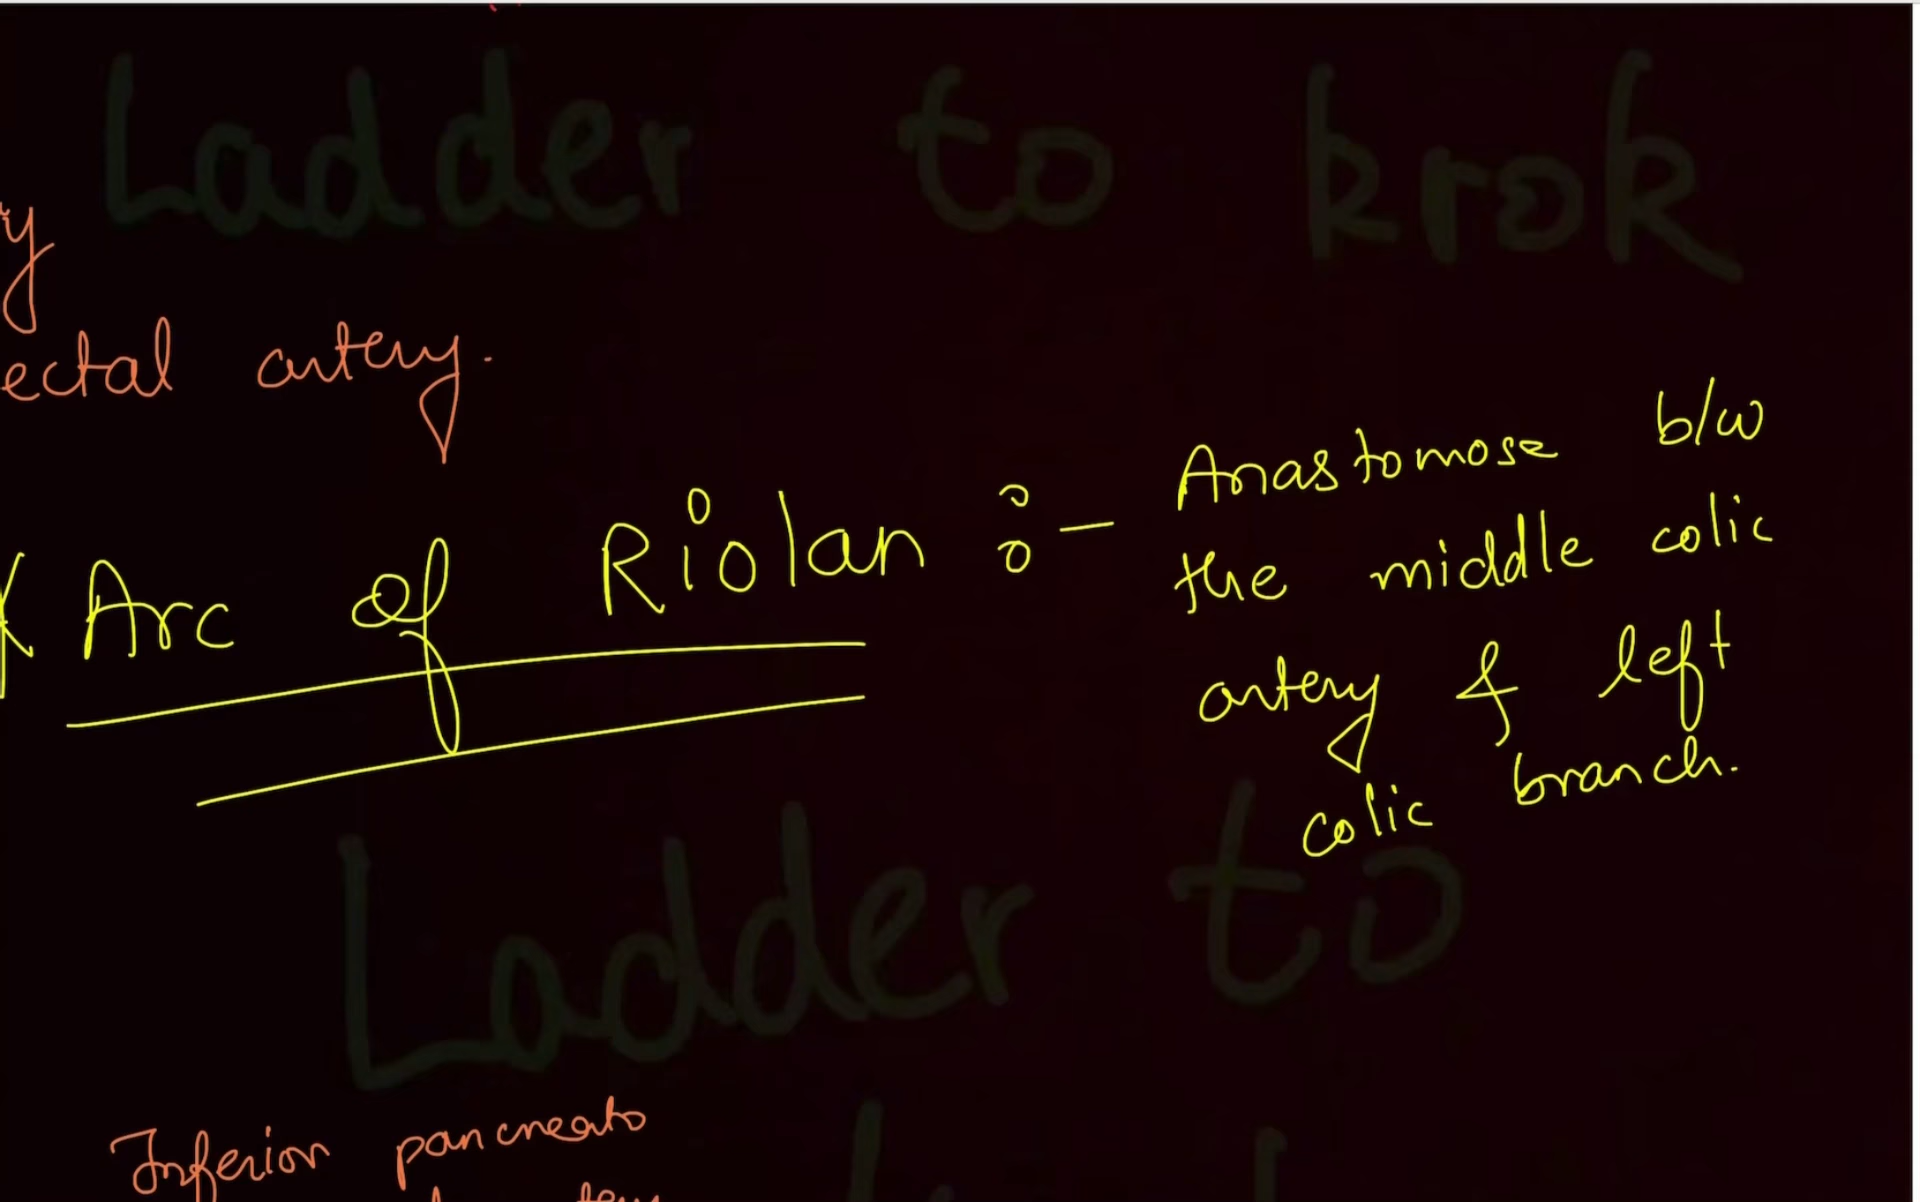 Ladder to krok
y
ectal artery.
Arc of Riolan :- Anastomose b/w
the middle colic
artery & left
colic branch.
Ladder to
Inferior pancreato